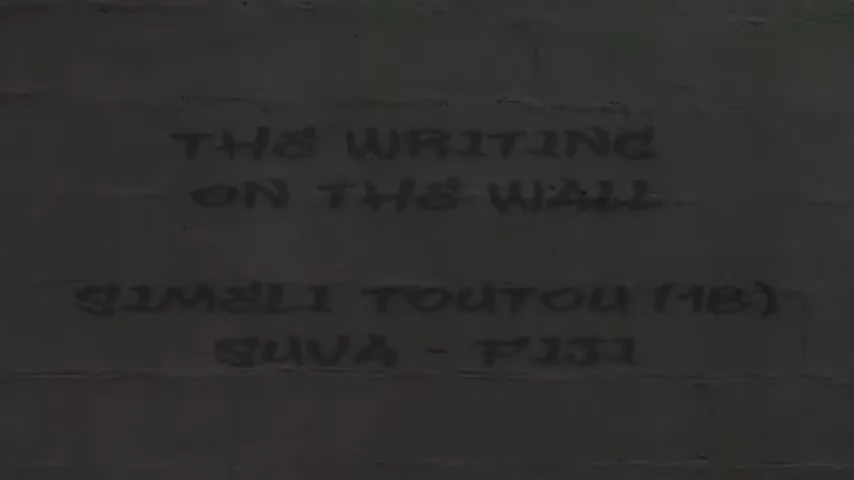 THE WRITING
ON THE WALL
SIMELI TOUTOU (18)
SUVA - FIJI